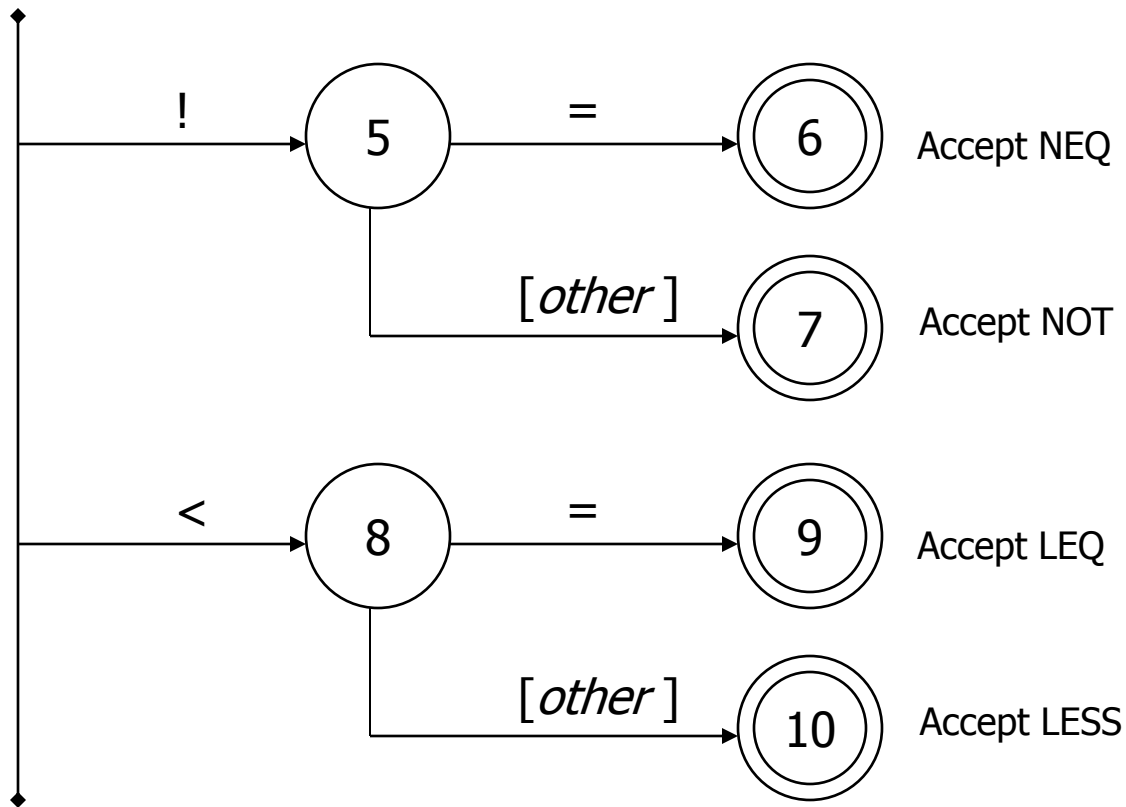 ! 5 = 6 Accept NEQ
[other ] 7 Accept NOT
< 8 = 9 Accept LEQ
[other ] 10 Accept LESS